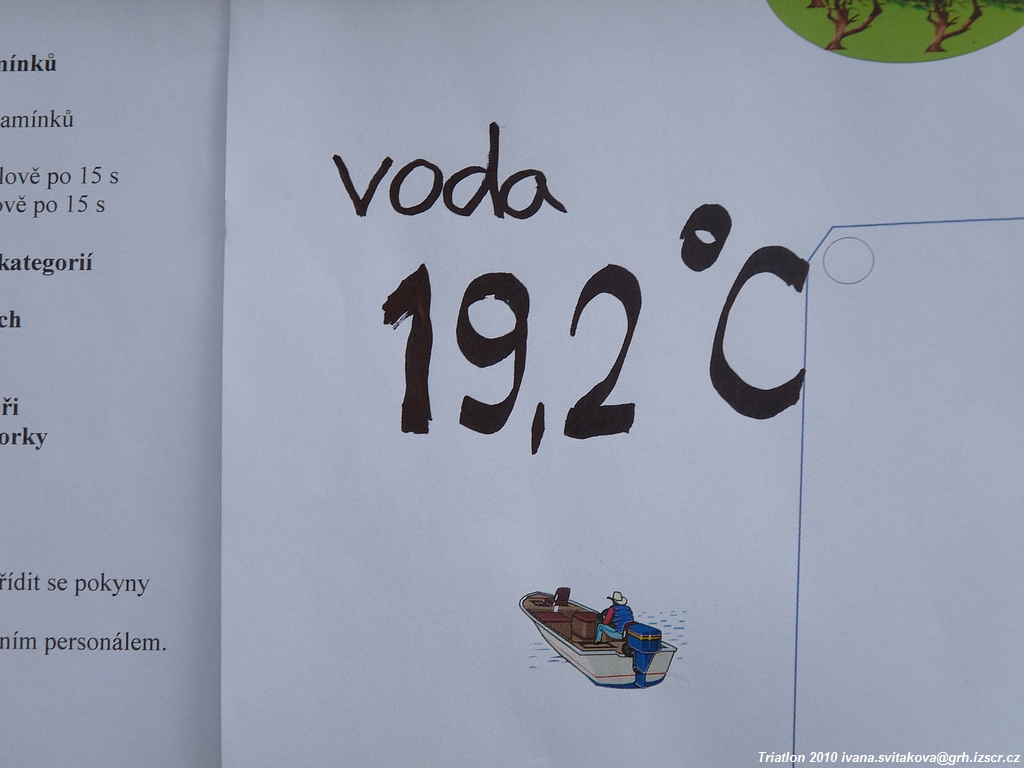 mínků
amínků
lově po 15 s
ově po 15 s
kategorií
ch
ři
orky
řídit se pokyny
ním personálem.
voda
19,2 °C
Triatlon 2010 ivana.svitakova@grh.izscr.cz